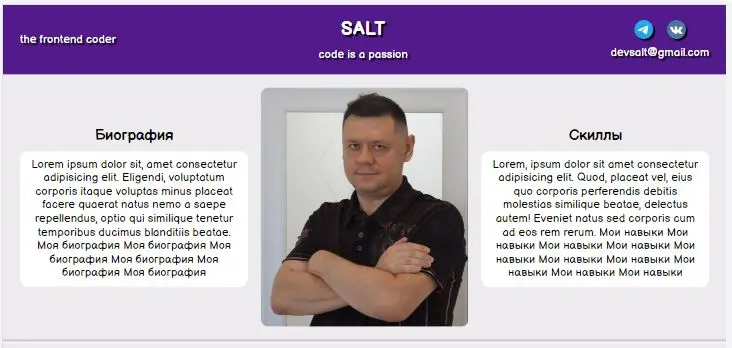 the frontend coder
SALT
code is a passion
devsalt@gmail.com
Биография
Lorem ipsum dolor sit, amet consectetur
adipisicing elit. Eligendi, voluptatum
corporis itaque voluptas minus placeat
facere quaerat natus nemo a saepe
repellendus, optio qui similique tenetur
temporibus ducimus blanditiis beatae.
Моя биография Моя биография Моя
биография Моя биография Моя
биография Моя биография
Скиллы
Lorem, ipsum dolor sit amet consectetur
adipisicing elit. Quod, placeat vel, eius
quo corporis perferendis debitis
molestias similique beatae, delectus
autem! Eveniet natus sed corporis cum
ad eos rem rerum. Мои навыки Мои
навыки Мои навыки Мои навыки Мои
навыки Мои навыки Мои навыки Мои
навыки Мои навыки Мои навыки